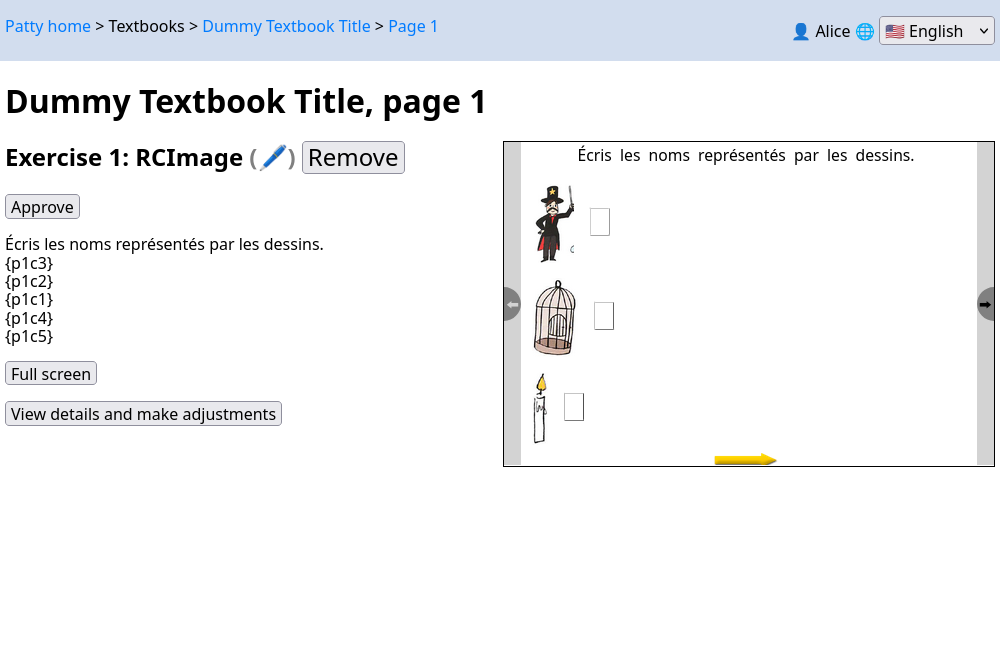 Patty home > Textbooks > Dummy Textbook Title > Page 1
👤 Alice 🌐 🇺🇸 English
Dummy Textbook Title, page 1
Exercise 1: RCImage (🖊️) Remove
Approve
Écris les noms représentés par les dessins.
{p1c3}
{p1c2}
{p1c1}
{p1c4}
{p1c5}
Full screen
View details and make adjustments
Écris les noms représentés par les dessins.